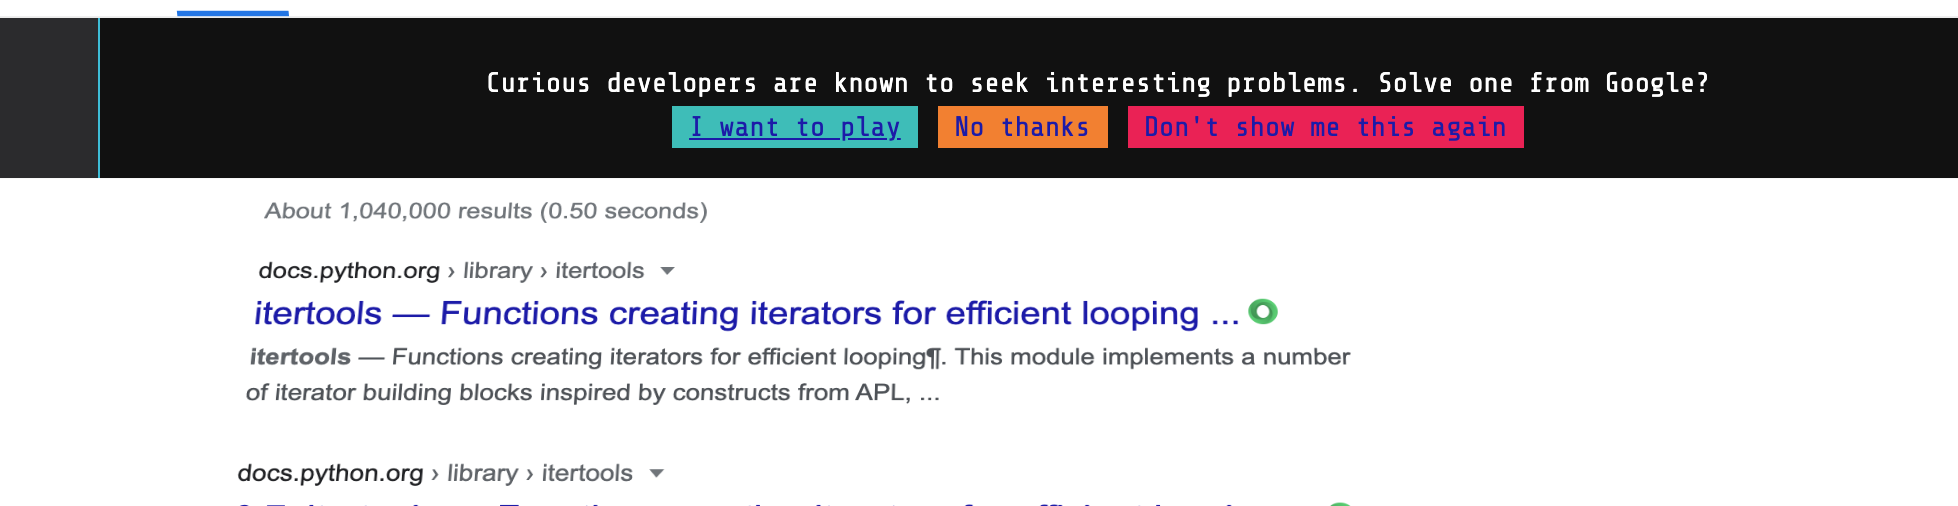 Curious developers are known to seek interesting problems. Solve one from Google?
I want to play No thanks Don't show me this again
About 1,040,000 results (0.50 seconds)
docs.python.org › library › itertools
itertools — Functions creating iterators for efficient looping ...
itertools — Functions creating iterators for efficient looping¶. This module implements a number
of iterator building blocks inspired by constructs from APL, ...
docs.python.org › library › itertools